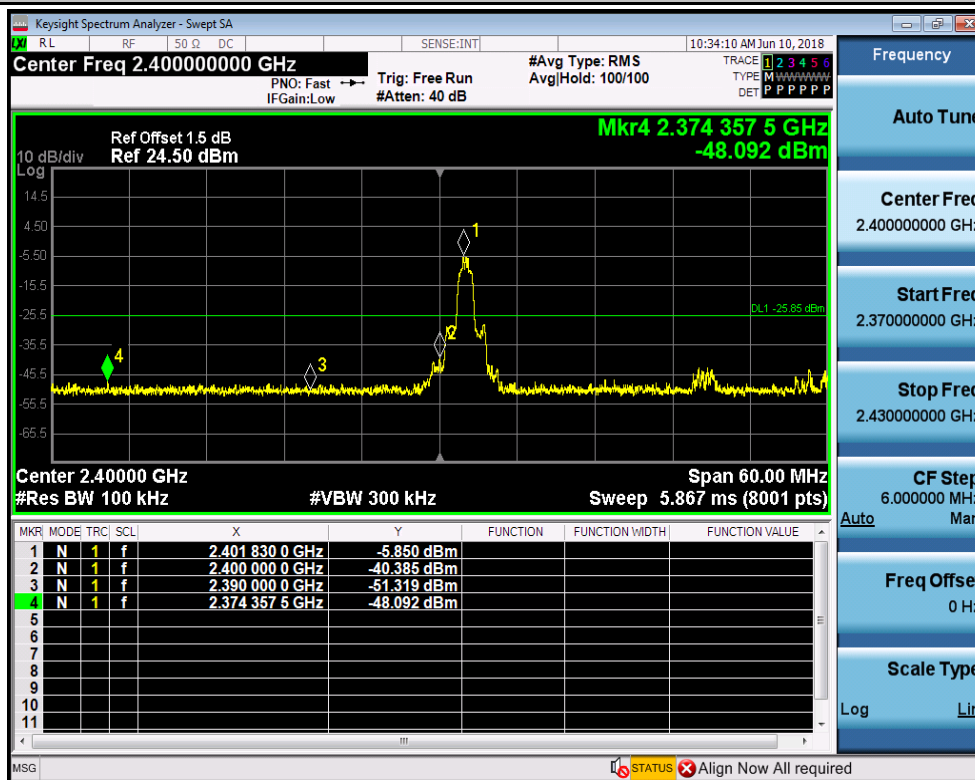 Keysight Spectrum Analyzer - Swept SA
LXI RL RF 50 Ω DC SENSE:INT 10:34:10 AM Jun 10, 2018
Center Freq 2.400000000 GHz
PNO: Fast
IFGain:Low
Trig: Free Run
#Atten: 40 dB
#Avg Type: RMS
Avg|Hold: 100/100
TRACE 1 2 3 4 5 6
TYPE M
DET P P P P P P
Ref Offset 1.5 dB
10 dB/div Ref 24.50 dBm
Log
Mkr4 2.374 357 5 GHz
-48.092 dBm
14.5
4.50
-5.50
-15.5
-25.5
-35.5
-45.5
-55.5
-65.5
1
DL1 -25.85 dBm
2
3
4
Center 2.40000 GHz Span 60.00 MHz
#Res BW 100 kHz #VBW 300 kHz Sweep 5.867 ms (8001 pts)
MKR MODE TRC SCL X Y FUNCTION FUNCTION WIDTH FUNCTION VALUE
1 N 1 f 2.401 830 0 GHz -5.850 dBm
2 N 1 f 2.400 000 0 GHz -40.385 dBm
3 N 1 f 2.390 000 0 GHz -51.319 dBm
4 N 1 f 2.374 357 5 GHz -48.092 dBm
5
6
7
8
9
10
11
MSG STATUS Align Now All required
Frequency
Auto Tune
Center Freq
2.400000000 GHz
Start Freq
2.370000000 GHz
Stop Freq
2.430000000 GHz
CF Step
6.000000 MHz
Auto Man
Freq Offset
0 Hz
Scale Type
Log Lin